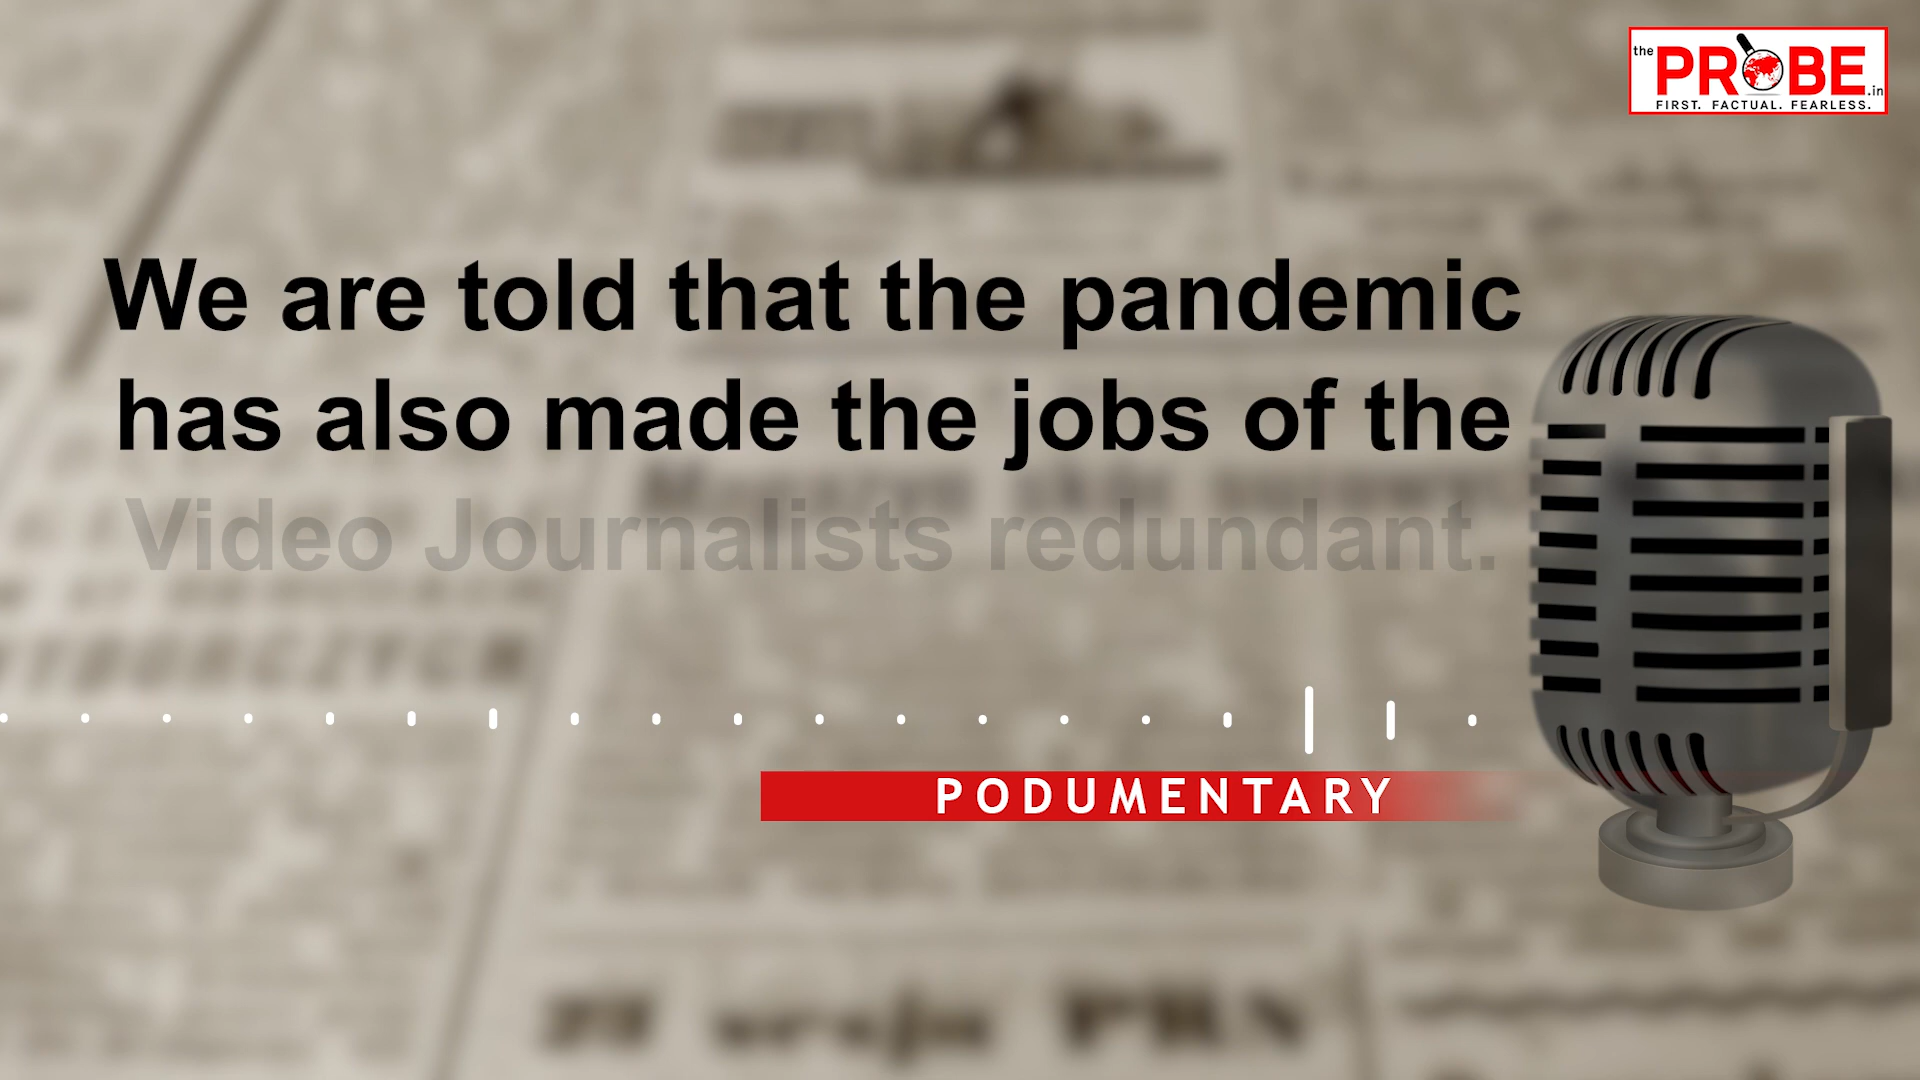 the PROBE.in
FIRST. FACTUAL. FEARLESS.
We are told that the pandemic
has also made the jobs of the
Video Journalists redundant.
PODUMENTARY